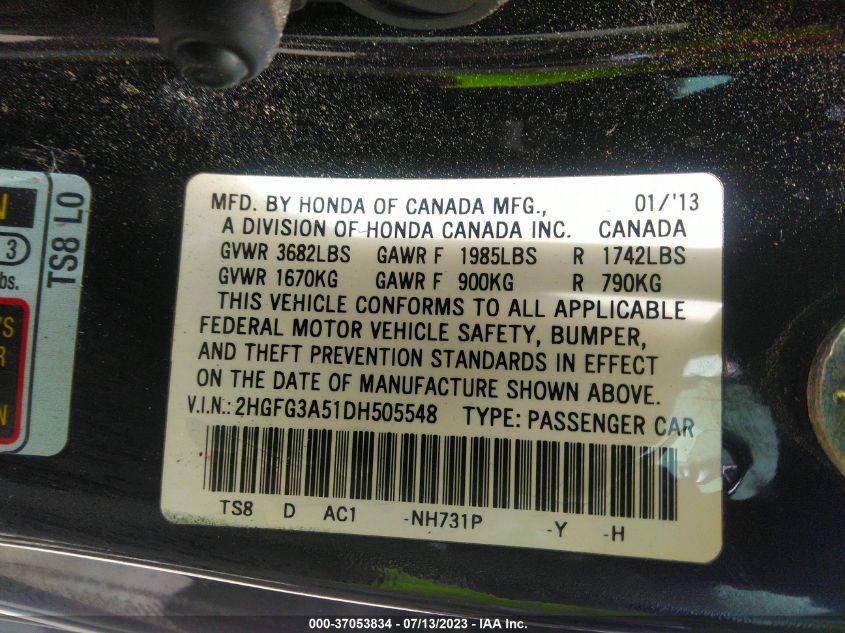 N
3
lbs.
'S
R
N
TS8 LO
MFD. BY HONDA OF CANADA MFG., 01/'13
A DIVISION OF HONDA CANADA INC. CANADA
GVWR 3682LBS GAWR F 1985LBS R 1742LBS
GVWR 1670KG GAWR F 900KG R 790KG
THIS VEHICLE CONFORMS TO ALL APPLICABLE
FEDERAL MOTOR VEHICLE SAFETY, BUMPER,
AND THEFT PREVENTION STANDARDS IN EFFECT
ON THE DATE OF MANUFACTURE SHOWN ABOVE.
V.I.N.: 2HGFG3A51DH505548 TYPE: PASSENGER CAR
TS8 D AC1 -NH731P -Y -H
000-37053834 / 07/13/2023 - IAA Inc.